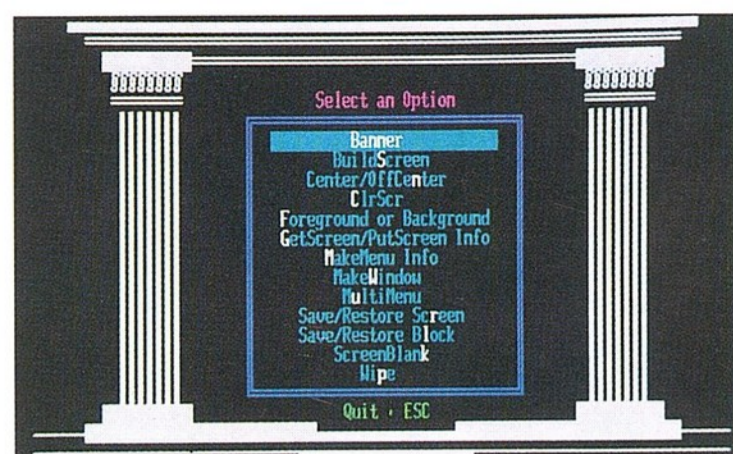 Select an Option
Banner
BuildScreen
Center/OffCenter
ClrScr
Foreground or Background
GetScreen/PutScreen Info
MakeMenu Info
MakeWindow
MultiMenu
Save/Restore Screen
Save/Restore Block
ScreenBlank
Wipe
Quit · ESC